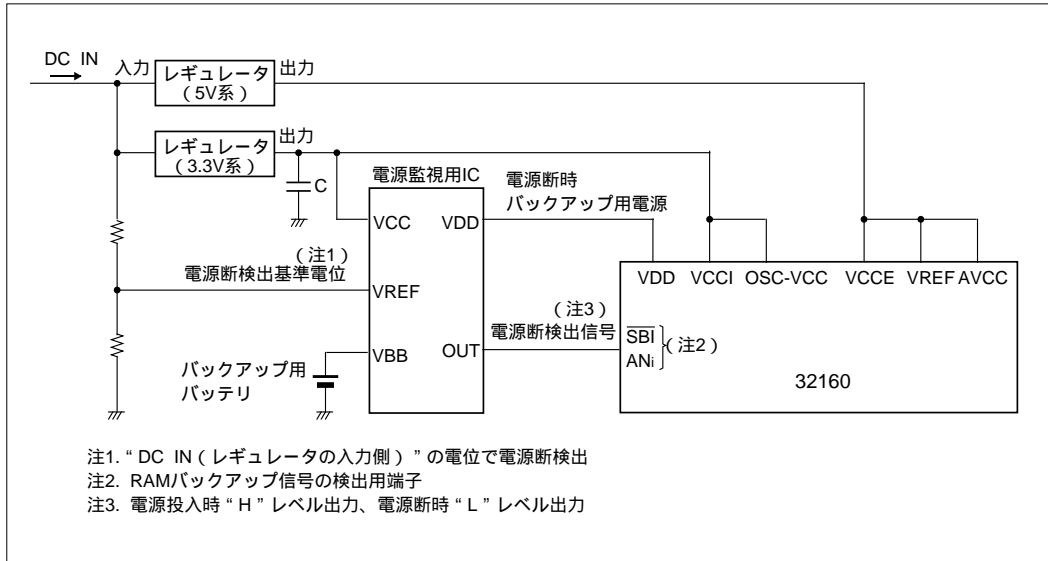 DC IN
入力
レギュレータ
（5V系）
出力
レギュレータ
（3.3V系）
出力
C
電源監視用IC
VCC
VDD
電源断時
バックアップ用電源
（注1）
電源断検出基準電位
VREF
VBB
OUT
バックアップ用
バッテリ
（注3）
電源断検出信号
VDD VCCI OSC-VCC VCCE VREF AVCC
SBI
ANi
（注2）
32160
注1. “ DC IN（レギュレータの入力側）” の電位で電源断検出
注2. RAMバックアップ信号の検出用端子
注3. 電源投入時 “ H ” レベル出力、電源断時 “ L ” レベル出力